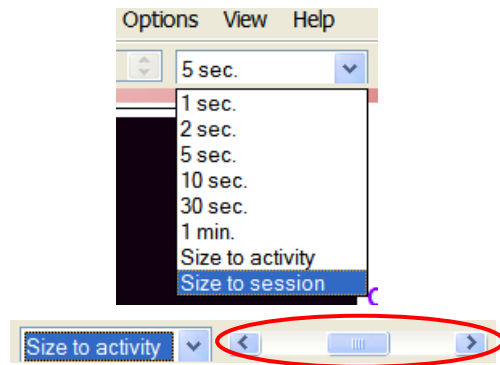 Options View Help
5 sec.
1 sec.
2 sec.
5 sec.
10 sec.
30 sec.
1 min.
Size to activity
Size to session
Size to activity